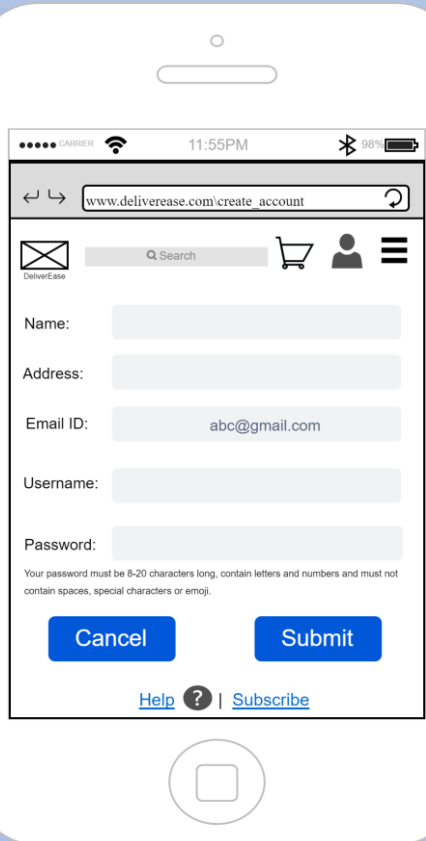 CARRIER 11:55PM 98%
www.deliverease.com\create_account
Search
DeliverEase
Name:
Address:
Email ID: abc@gmail.com
Username:
Password:
Your password must be 8-20 characters long, contain letters and numbers and must not
contain spaces, special characters or emoji.
Cancel Submit
Help ? | Subscribe